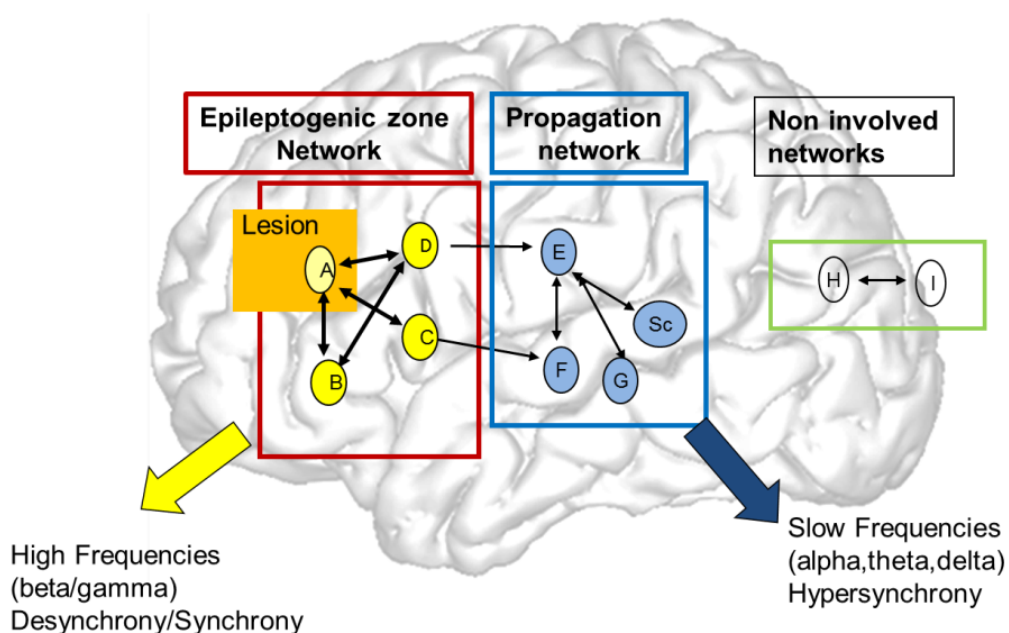 Epileptogenic zone
Network
Propagation
network
Non involved
networks
Lesion
A
D
C
B
E
Sc
F
G
H
I
High Frequencies
(beta/gamma)
Desynchrony/Synchrony
Slow Frequencies
(alpha,theta,delta)
Hypersynchrony